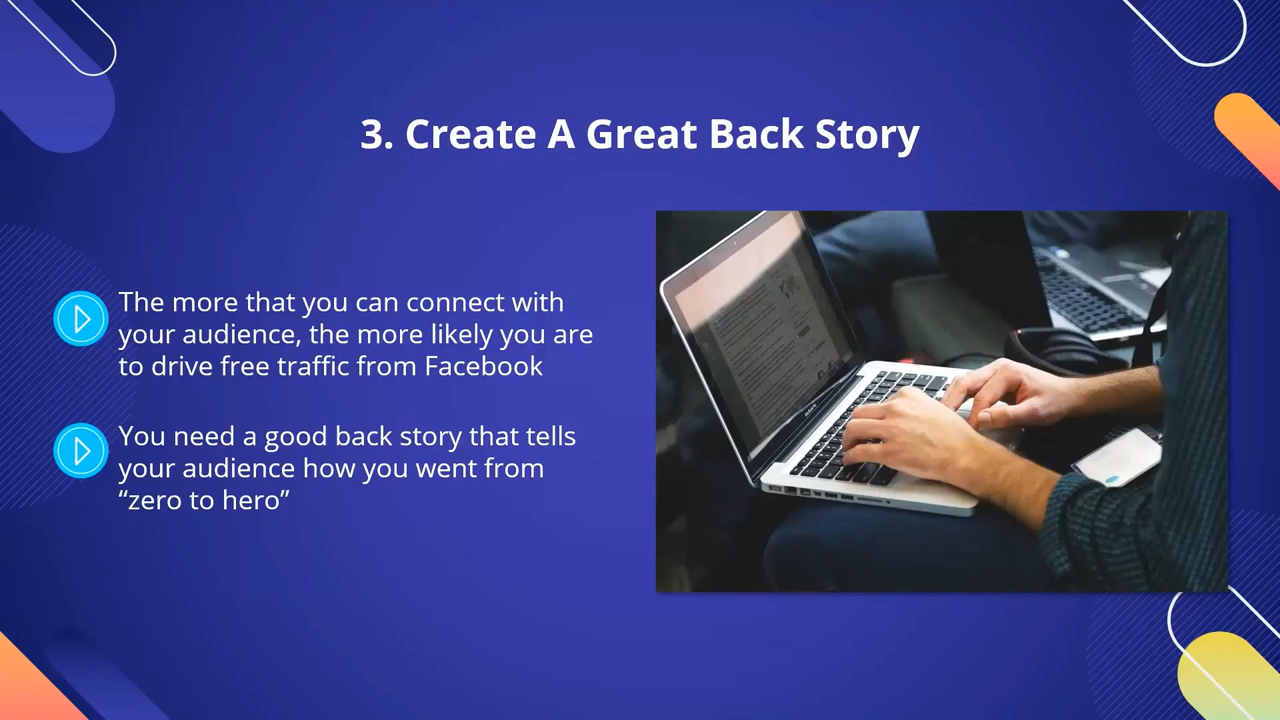 3. Create A Great Back Story
The more that you can connect with
your audience, the more likely you are
to drive free traffic from Facebook
You need a good back story that tells
your audience how you went from
“zero to hero”